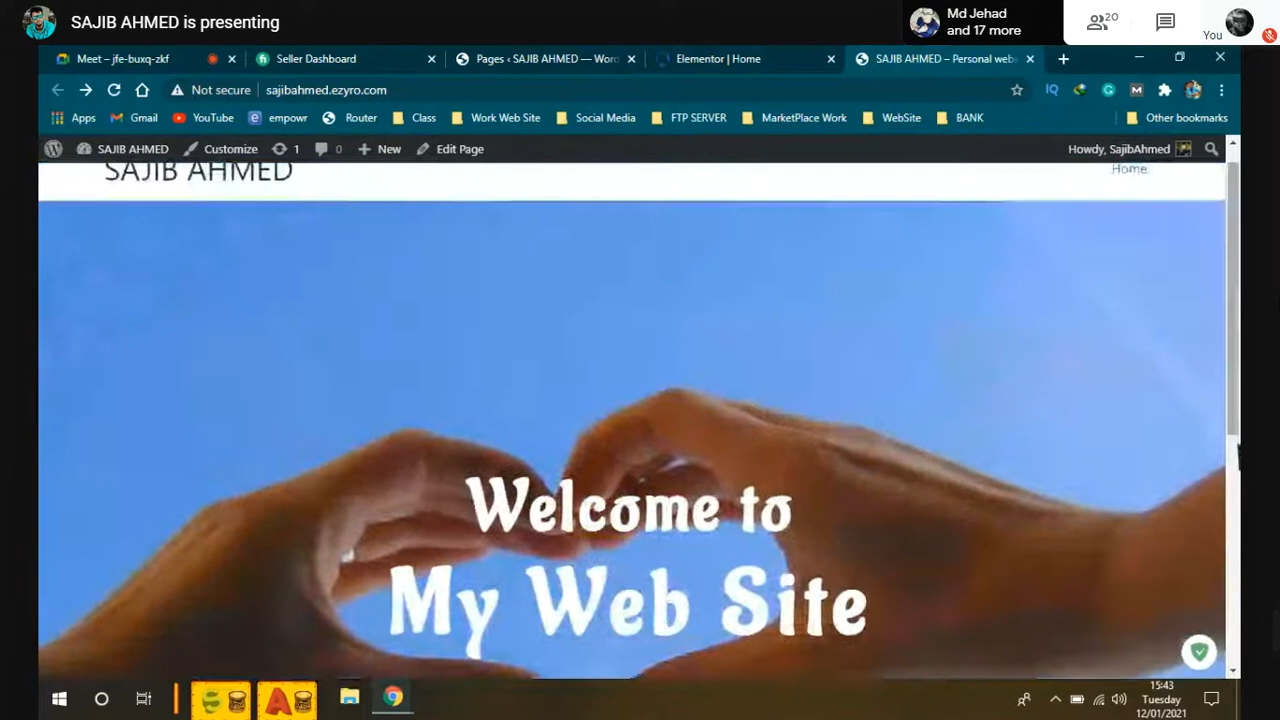 SAJIB AHMED is presenting
Md Jehad
and 17 more
20
You
Meet – jfe-buxq-zkf
Seller Dashboard
Pages ‹ SAJIB AHMED — Wor
Elementor | Home
SAJIB AHMED – Personal web
Not secure
sajibahmed.ezyro.com
IQ
M
Apps
Gmail
YouTube
empowr
Router
Class
Work Web Site
Social Media
FTP SERVER
MarketPlace Work
WebSite
BANK
Other bookmarks
SAJIB AHMED
Customize
1
0
New
Edit Page
Howdy, SajibAhmed
SAJIB AHMED
Home
Welcome to
My Web Site
15:43
Tuesday
12/01/2021